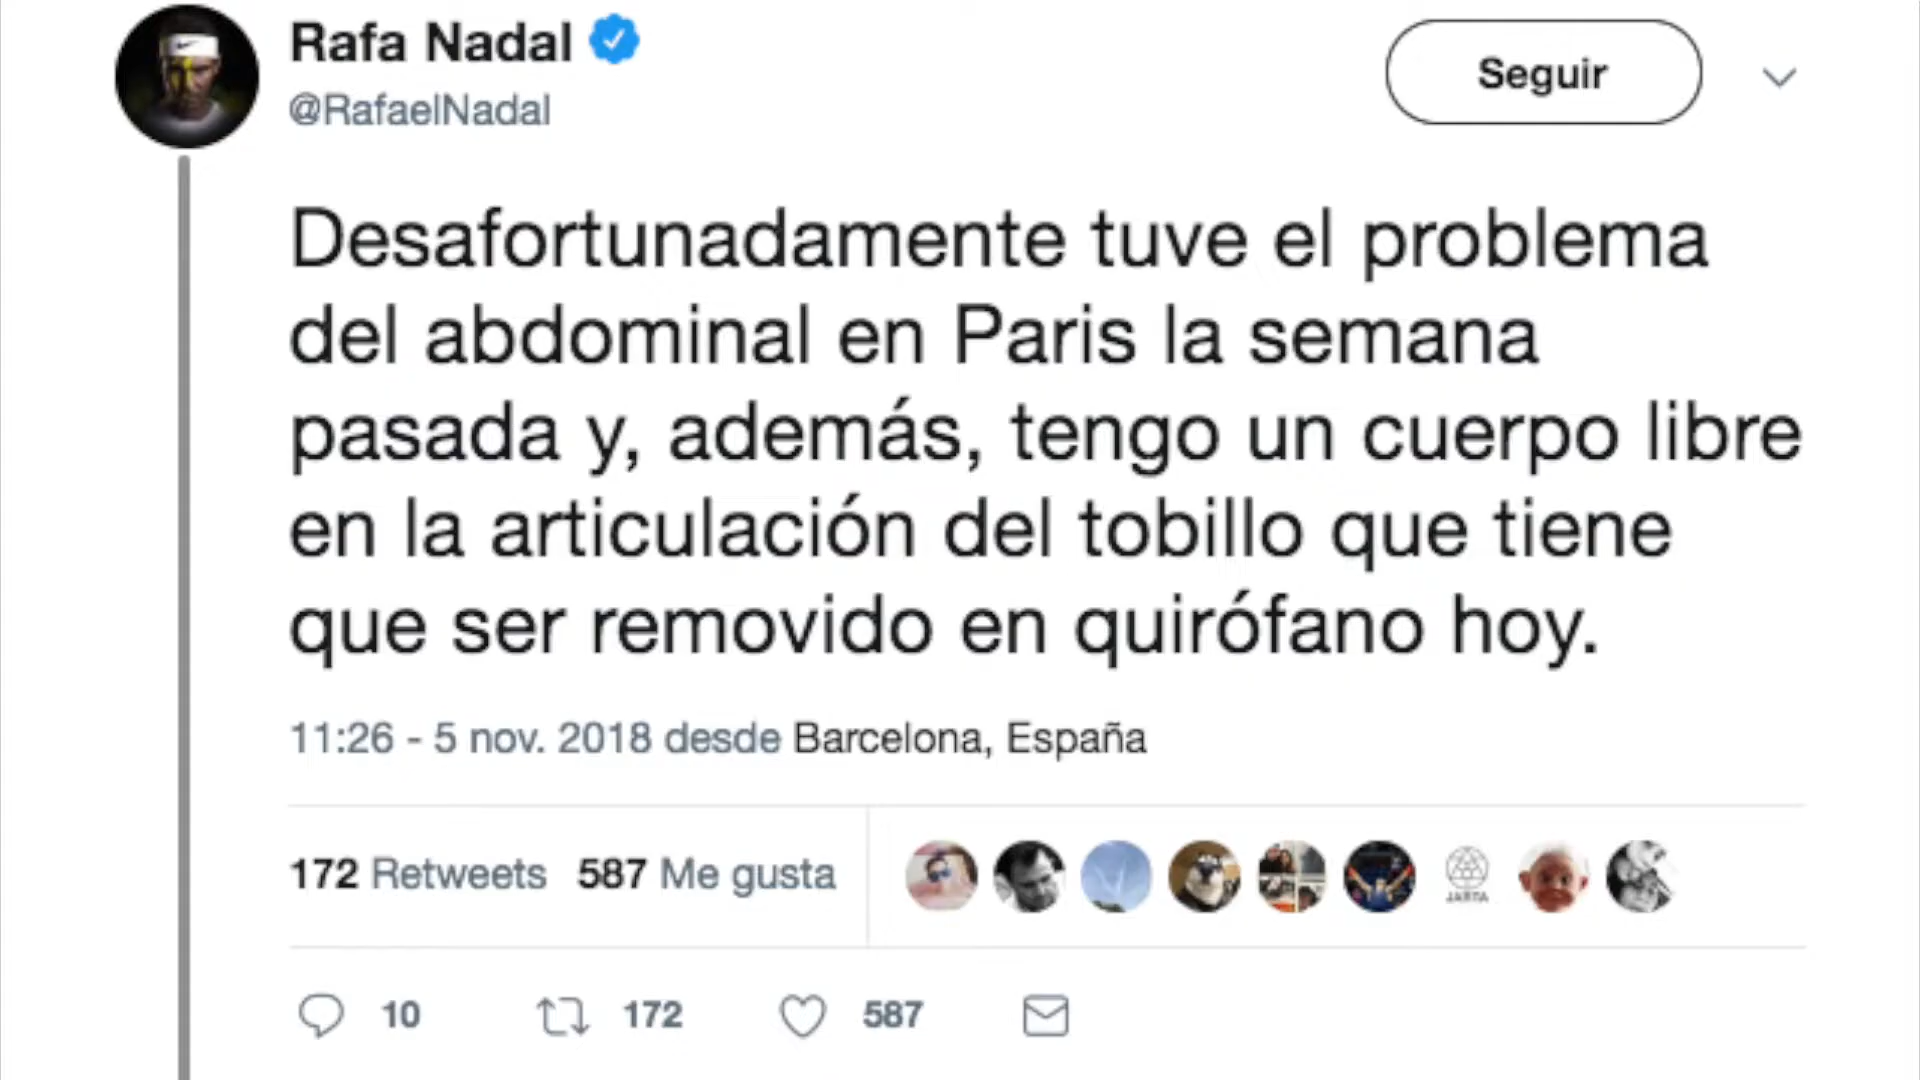 Rafa Nadal
@RafaelNadal
Seguir
Desafortunadamente tuve el problema
del abdominal en Paris la semana
pasada y, además, tengo un cuerpo libre
en la articulación del tobillo que tiene
que ser removido en quirófano hoy.
11:26 - 5 nov. 2018 desde Barcelona, España
172 Retweets 587 Me gusta
10 172 587